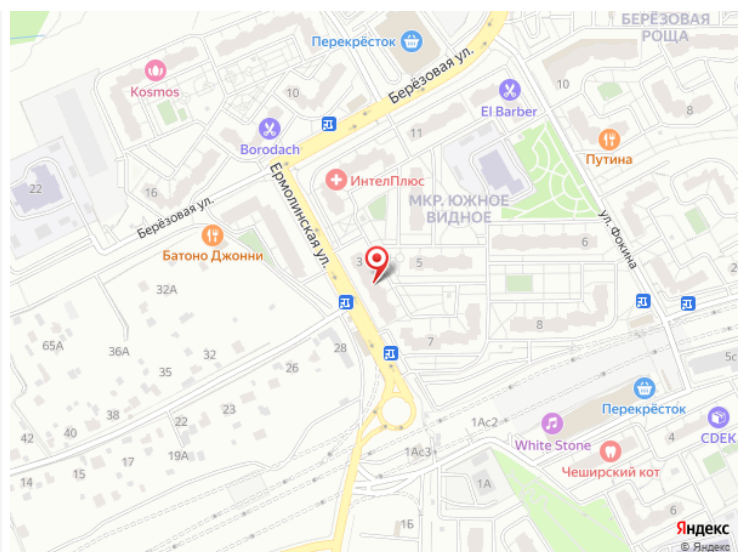 БЕРЁЗОВАЯ
РОЩА
Перекрёсток
Берёзовая ул.
Kosmos
10
10
El Barber
8
Borodach
11
Путина
22
16
ИнтелПлюс
МКР. ЮЖНОЕ
ВИДНОЕ
Берёзовая ул.
Ермолинская ул.
ул. Фокина
Батоно Джонни
3
5
6
32А
2
65А
36А
32
28
8
35
26
7
5с
38
23
Перекрёсток
40
22
1Ас2
42
17
19А
White Stone
4
CDEK
14
15
1Ас3
Чеширский кот
1А
6
1Б
Яндекс
© Яндекс